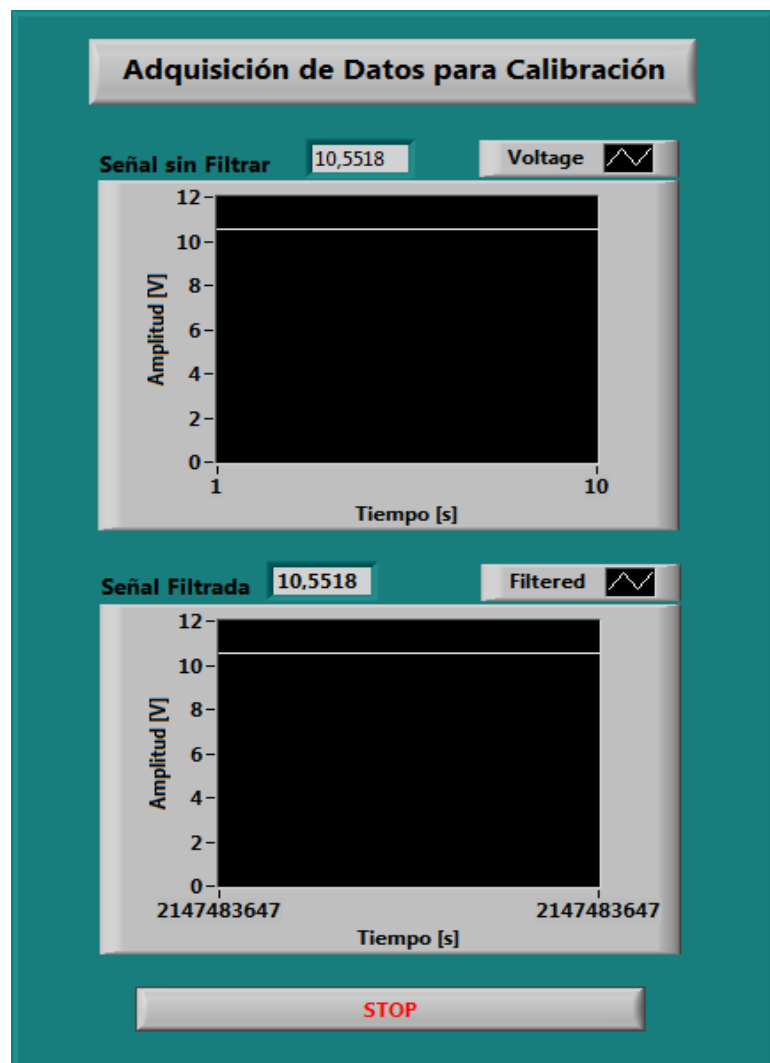 Adquisición de Datos para Calibración
Señal sin Filtrar 10,5518 Voltage
12
10
8
6
4
2
0
Amplitud [V]
1 10
Tiempo [s]
Señal Filtrada 10,5518 Filtered
12
10
8
6
4
2
0
Amplitud [V]
2147483647 2147483647
Tiempo [s]
STOP